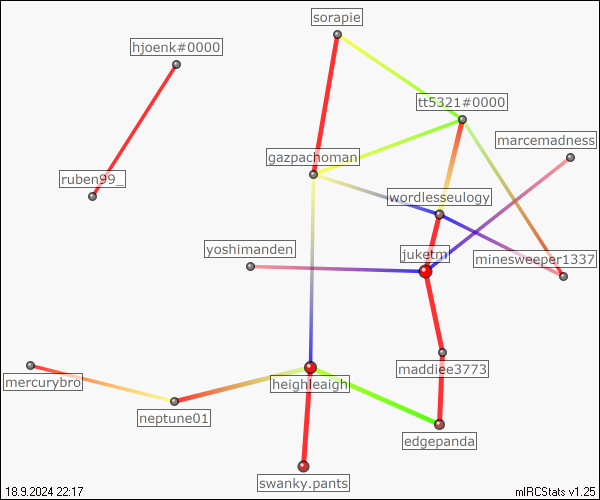 sorapie
hjoenk#0000
tt5321#0000
marcemadness
gazpachoman
ruben99_
wordlesseulogy
yoshimanden
juketm
minesweeper1337
maddiee3773
mercurybro
heighleaigh
neptune01
edgepanda
swanky.pants
18.9.2024 22:17
mIRCStats v1.25